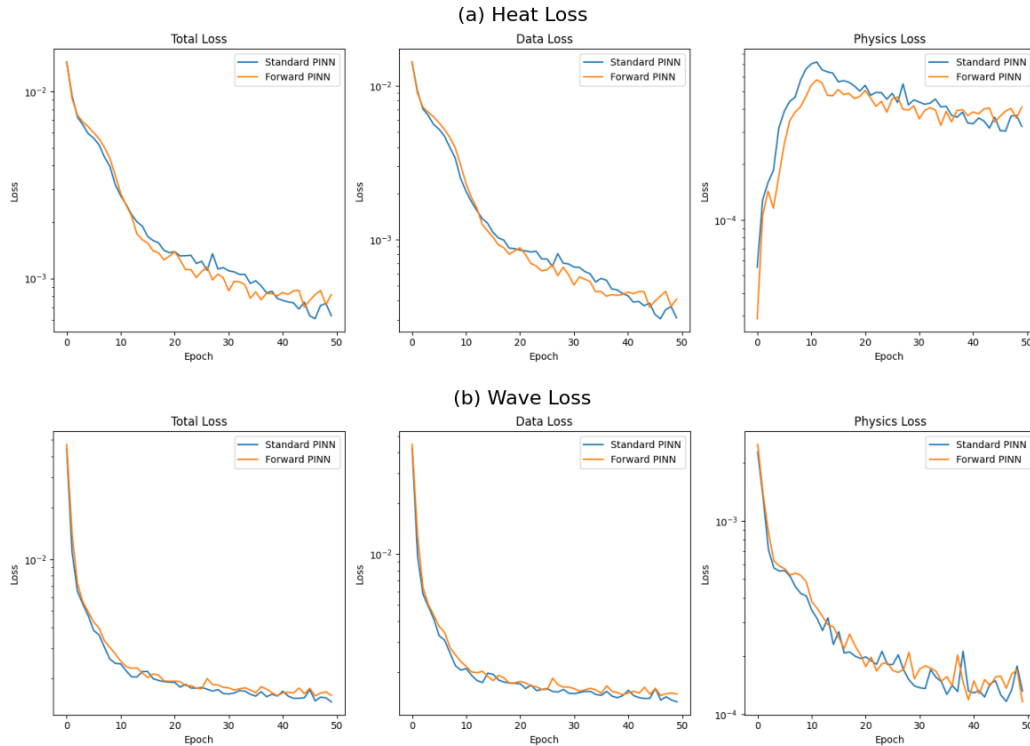 (a) Heat Loss
Total Loss
Loss
10⁻²
10⁻³
Standard PINN
Forward PINN
0 10 20 30 40 50
Epoch
Data Loss
Loss
10⁻²
10⁻³
Standard PINN
Forward PINN
0 10 20 30 40 50
Epoch
Physics Loss
Loss
10⁻⁴
Standard PINN
Forward PINN
0 10 20 30 40 50
Epoch
(b) Wave Loss
Total Loss
Loss
10⁻²
Standard PINN
Forward PINN
0 10 20 30 40 50
Epoch
Data Loss
Loss
10⁻²
Standard PINN
Forward PINN
0 10 20 30 40 50
Epoch
Physics Loss
Loss
10⁻³
10⁻⁴
Standard PINN
Forward PINN
0 10 20 30 40 50
Epoch